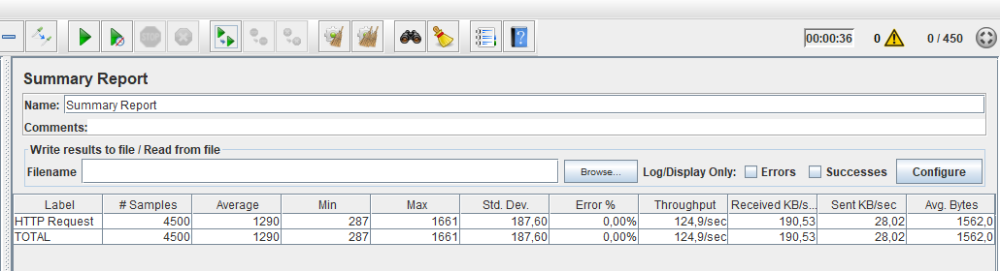 STOP
00:00:36 0 0 / 450
Summary Report
Name: Summary Report
Comments:
Write results to file / Read from file
Filename Browse... Log/Display Only: Errors Successes Configure
Label # Samples Average Min Max Std. Dev. Error % Throughput Received KB/s... Sent KB/sec Avg. Bytes
HTTP Request 4500 1290 287 1661 187,60 0,00% 124,9/sec 190,53 28,02 1562,0
TOTAL 4500 1290 287 1661 187,60 0,00% 124,9/sec 190,53 28,02 1562,0